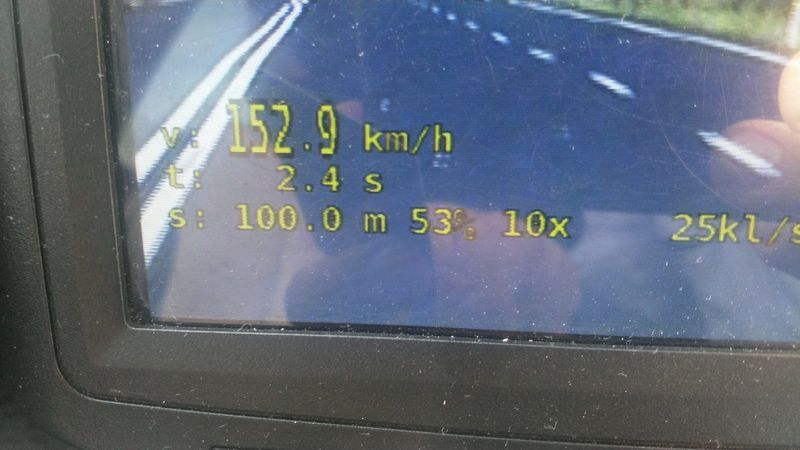 v: 152.9 km/h
t: 2.4 s
s: 100.0 m 53% 10x 25kl/s